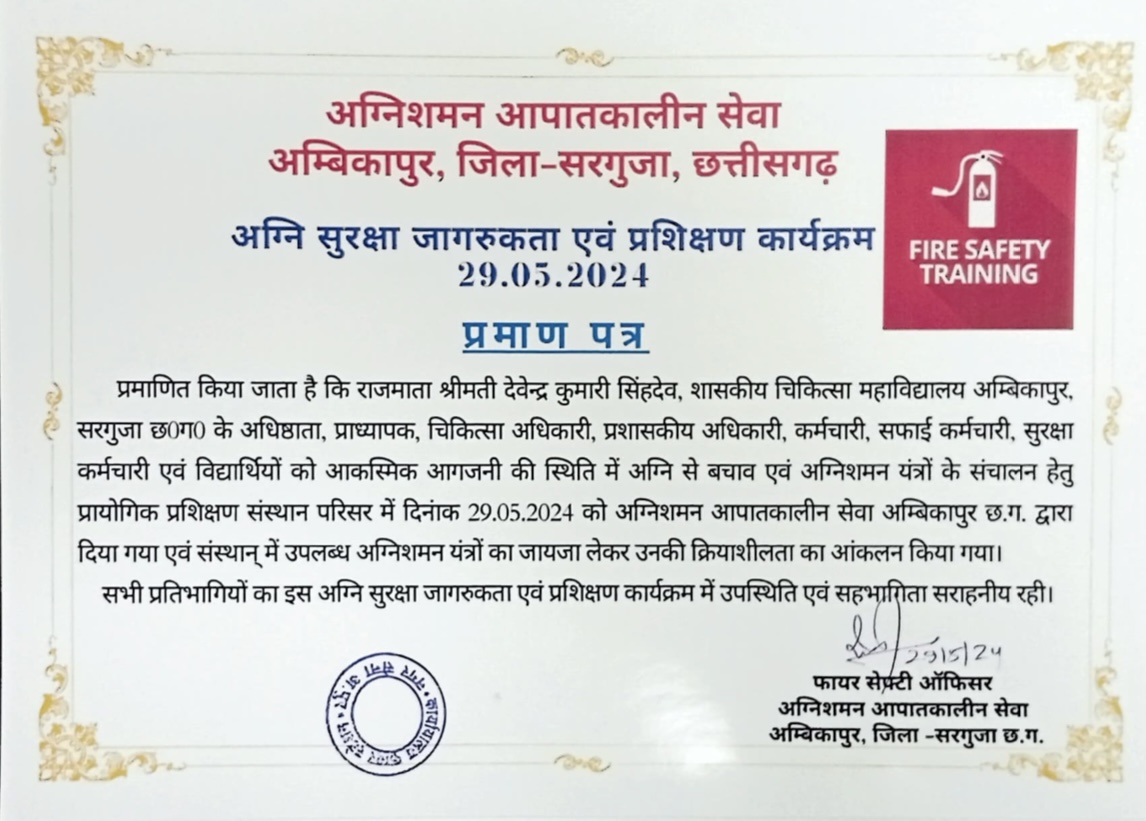 अग्निशमन आपातकालीन सेवा
अम्बिकापुर, जिला-सरगुजा, छत्तीसगढ़
अग्नि सुरक्षा जागरुकता एवं प्रशिक्षण कार्यक्रम
29.05.2024
FIRE SAFETY
TRAINING
प्रमाण पत्र
प्रमाणित किया जाता है कि राजमाता श्रीमती देवेन्द्र कुमारी सिंहदेव, शासकीय चिकित्सा महाविद्यालय अम्बिकापुर,
सरगुजा छ0ग0 के अधिष्ठाता, प्राध्यापक, चिकित्सा अधिकारी, प्रशासकीय अधिकारी, कर्मचारी, सफाई कर्मचारी, सुरक्षा
कर्मचारी एवं विद्यार्थियों को आकस्मिक आगजनी की स्थिति में अग्नि से बचाव एवं अग्निशमन यंत्रों के संचालन हेतु
प्रायोगिक प्रशिक्षण संस्थान परिसर में दिनांक 29.05.2024 को अग्निशमन आपातकालीन सेवा अम्बिकापुर छ.ग. द्वारा
दिया गया एवं संस्थान् में उपलब्ध अग्निशमन यंत्रों का जायजा लेकर उनकी क्रियाशीलता का आंकलन किया गया।
सभी प्रतिभागियों का इस अग्नि सुरक्षा जागरुकता एवं प्रशिक्षण कार्यक्रम में उपस्थिति एवं सहभागिता सराहनीय रही।
29/5/24
फायर सेफ्टी ऑफिसर
अग्निशमन आपातकालीन सेवा
अम्बिकापुर, जिला -सरगुजा छ.ग.
कार्यालय फायर स्टेशन • नगर सेना अ.पुर •